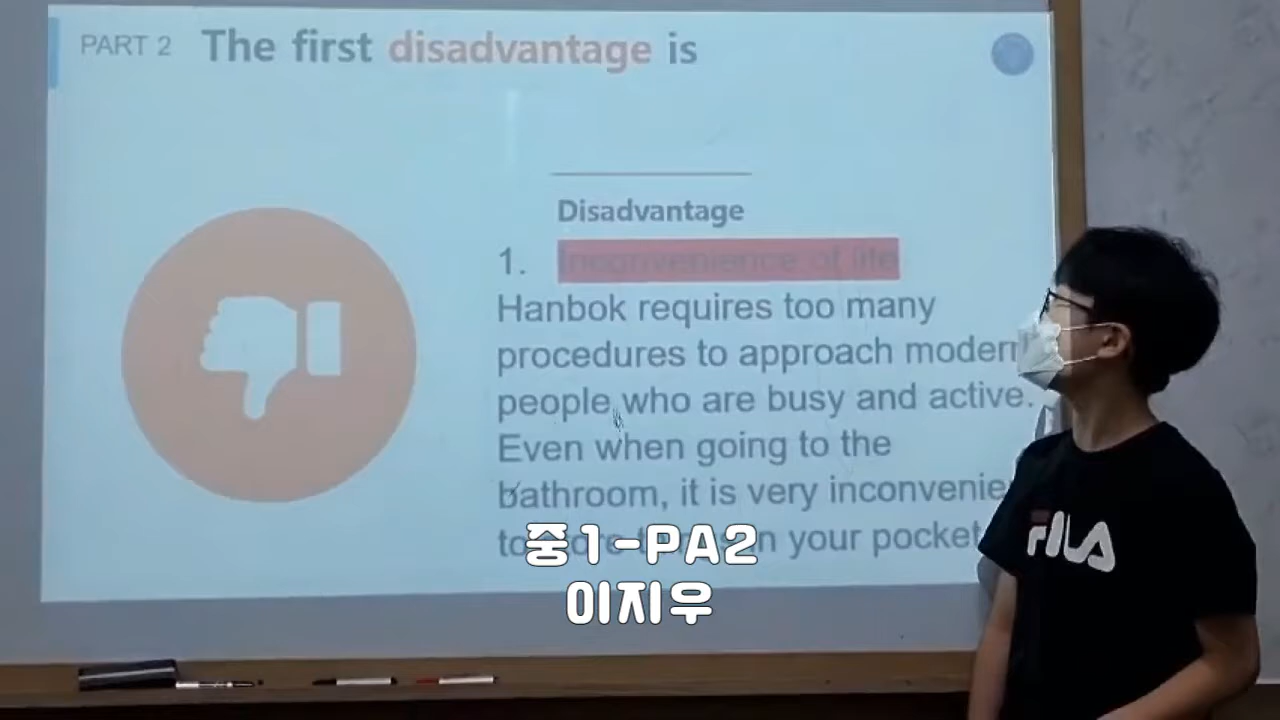 PART 2 The first disadvantage is
Disadvantage
1. Inconvenience of life
Hanbok requires too many
procedures to approach modern
people who are busy and active.
Even when going to the
bathroom, it is very
your pocket
중1-PA2
이지우
FILA